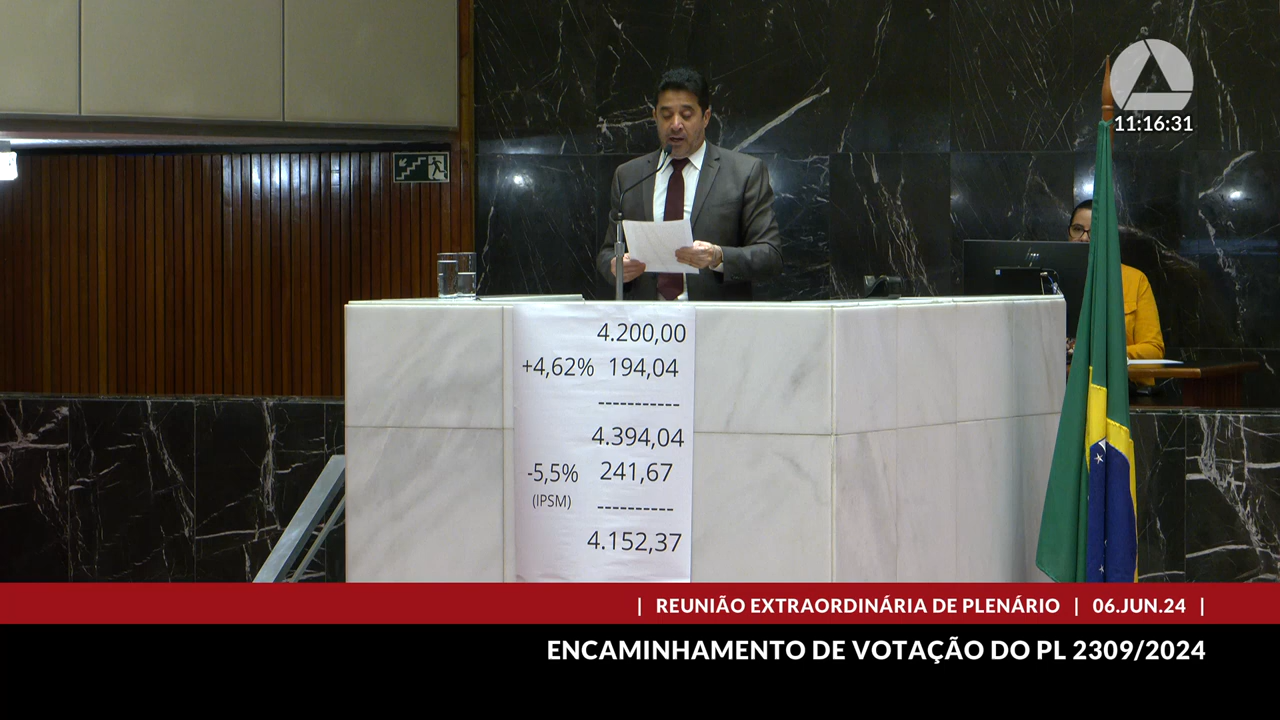 11:16:31
4.200,00
+4,62% 194,04
-----------
4.394,04
-5,5% 241,67
(IPSM) -----------
4.152,37
| REUNIÃO EXTRAORDINÁRIA DE PLENÁRIO | 06.JUN.24 |
ENCAMINHAMENTO DE VOTAÇÃO DO PL 2309/2024